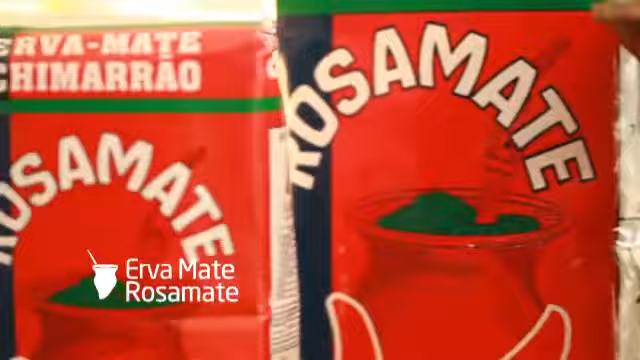 ERVA-MATE
CHIMARRÃO
ROSAMATE
ROSAMATE
Erva Mate
Rosamate